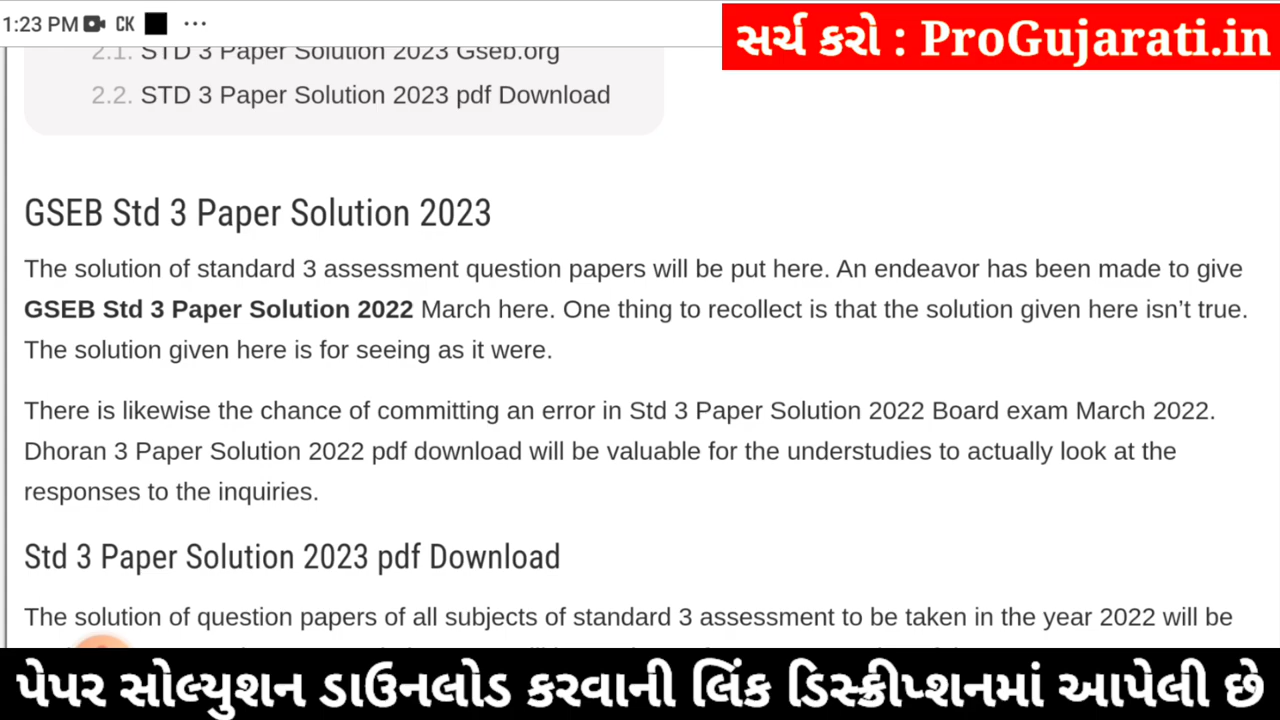 1:23 PM CK ...
સર્ચ કરો : ProGujarati.in
2.1. STD 3 Paper Solution 2023 Gseb.org
2.2. STD 3 Paper Solution 2023 pdf Download
GSEB Std 3 Paper Solution 2023
The solution of standard 3 assessment question papers will be put here. An endeavor has been made to give
GSEB Std 3 Paper Solution 2022 March here. One thing to recollect is that the solution given here isn’t true.
The solution given here is for seeing as it were.
There is likewise the chance of committing an error in Std 3 Paper Solution 2022 Board exam March 2022.
Dhoran 3 Paper Solution 2022 pdf download will be valuable for the understudies to actually look at the
responses to the inquiries.
Std 3 Paper Solution 2023 pdf Download
The solution of question papers of all subjects of standard 3 assessment to be taken in the year 2022 will be
પેપર સોલ્યુશન ડાઉનલોડ કરવાની લિંક ડિસ્ક્રીપ્શનમાં આપેલી છે